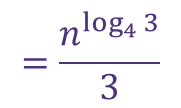 = n^{log_4 3} / 3